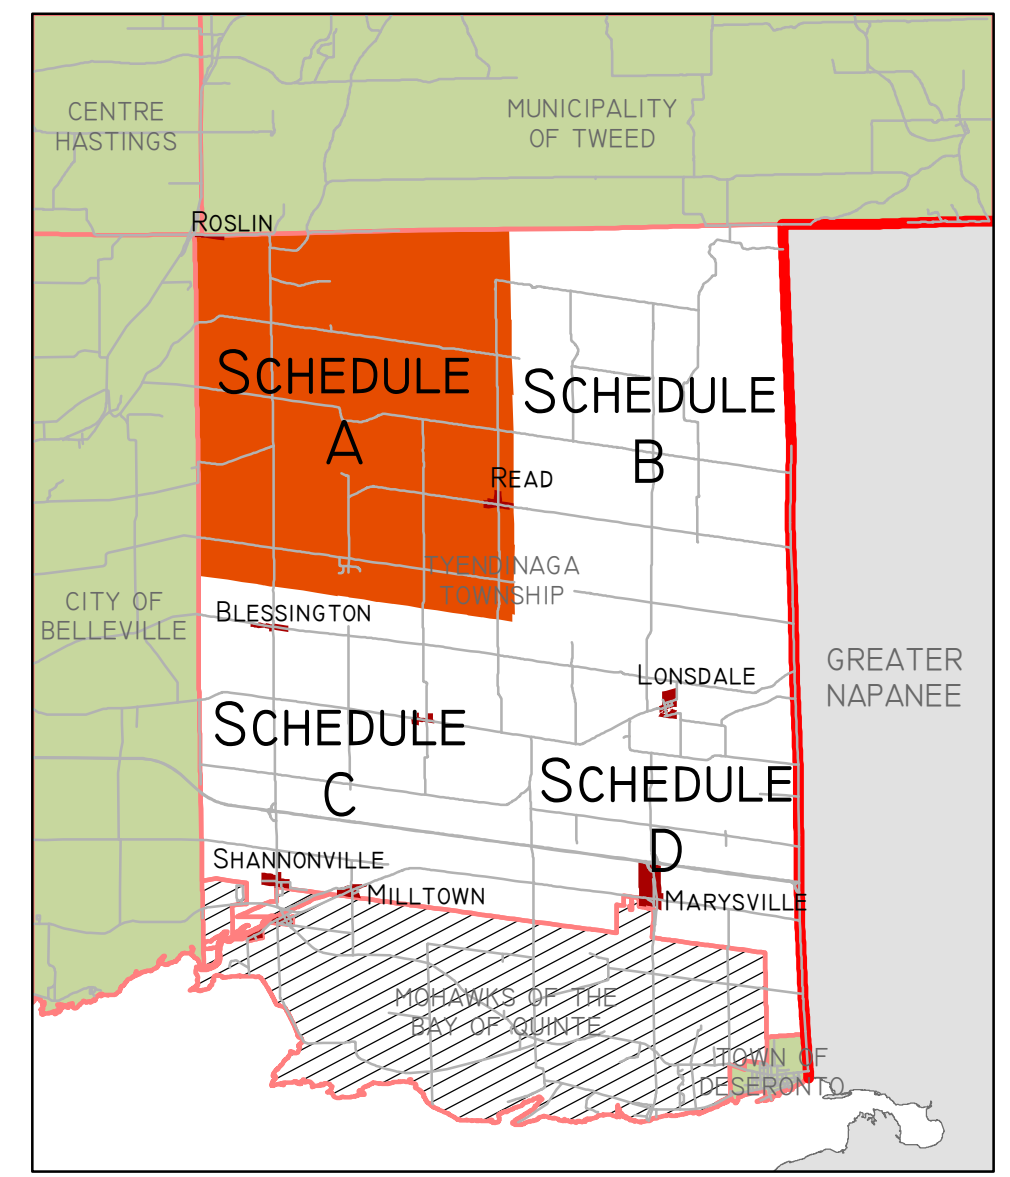 CENTRE
HASTINGS
MUNICIPALITY
OF TWEED
ROSLIN
SCHEDULE
A
SCHEDULE
B
READ
TYENDINAGA
TOWNSHIP
CITY OF
BELLEVILLE
BLESSINGTON
GREATER
NAPANEE
LONSDALE
SCHEDULE
C
SCHEDULE
D
SHANNONVILLE
MILLTOWN
MARYSVILLE
MOHAWKS OF THE
BAY OF QUINTE
TOWN OF
DESERONTO